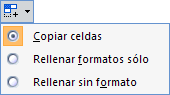 Copiar celdas
Rellenar formatos sólo
Rellenar sin formato